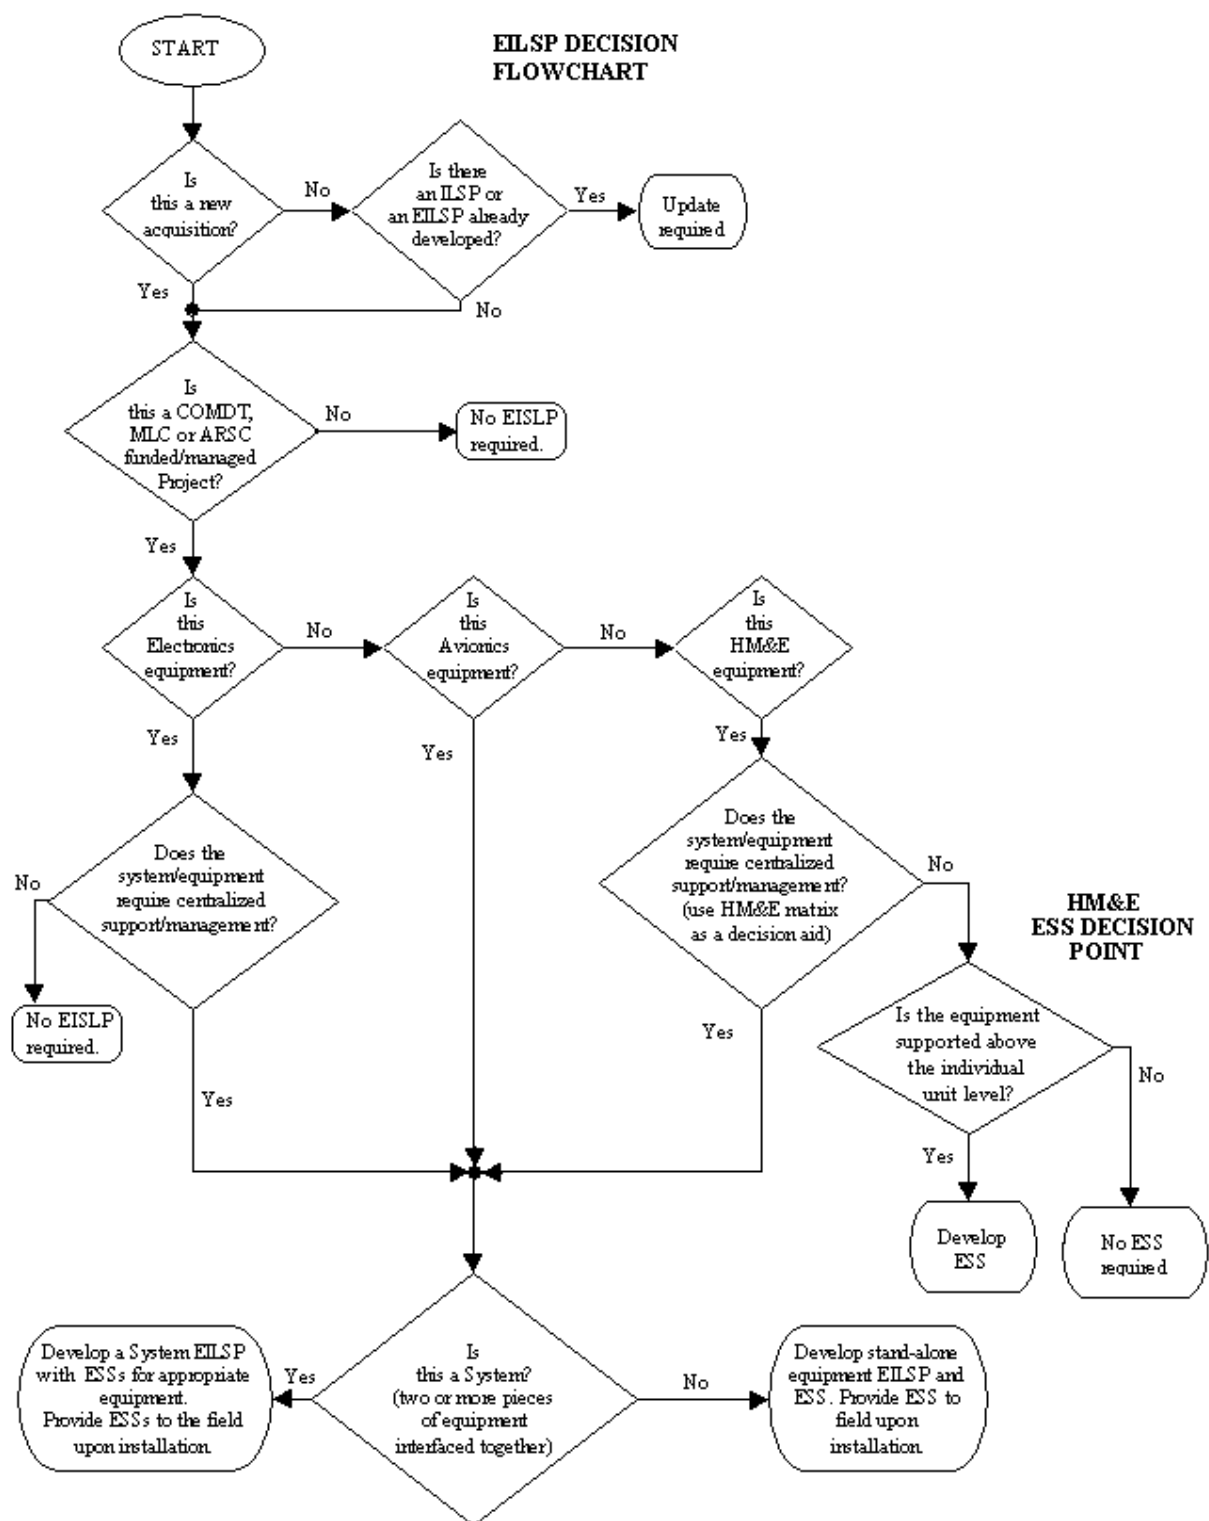 START
EILSP DECISION
FLOWCHART
Is
this a new
acquisition?
No
Is there
an ILSP or
an EILSP already
developed?
Yes
Update
required
Yes
No
Is
this a COMDT,
MLC or ARSC
funded/managed
Project?
No
No EISLP
required.
Yes
Is
this
Electronics
equipment?
No
Is
this
Avionics
equipment?
No
Is
this
HM&E
equipment?
Yes
Yes
Yes
Does the
system/equipment
require centralized
support/management?
No
No EISLP
required.
Yes
Does the
system/equipment
require centralized
support/management?
(use HM&E matrix
as a decision aid)
No
Yes
HM&E
ESS DECISION
POINT
Is the equipment
supported above
the individual
unit level?
No
Yes
Develop
ESS
No ESS
required
Is
this a System?
(two or more pieces
of equipment
interfaced together)
Yes
Develop a System EILSP
with ESSs for appropriate
equipment.
Provide ESSs to the field
upon installation.
No
Develop stand-alone
equipment EILSP and
ESS. Provide ESS to
field upon
installation.